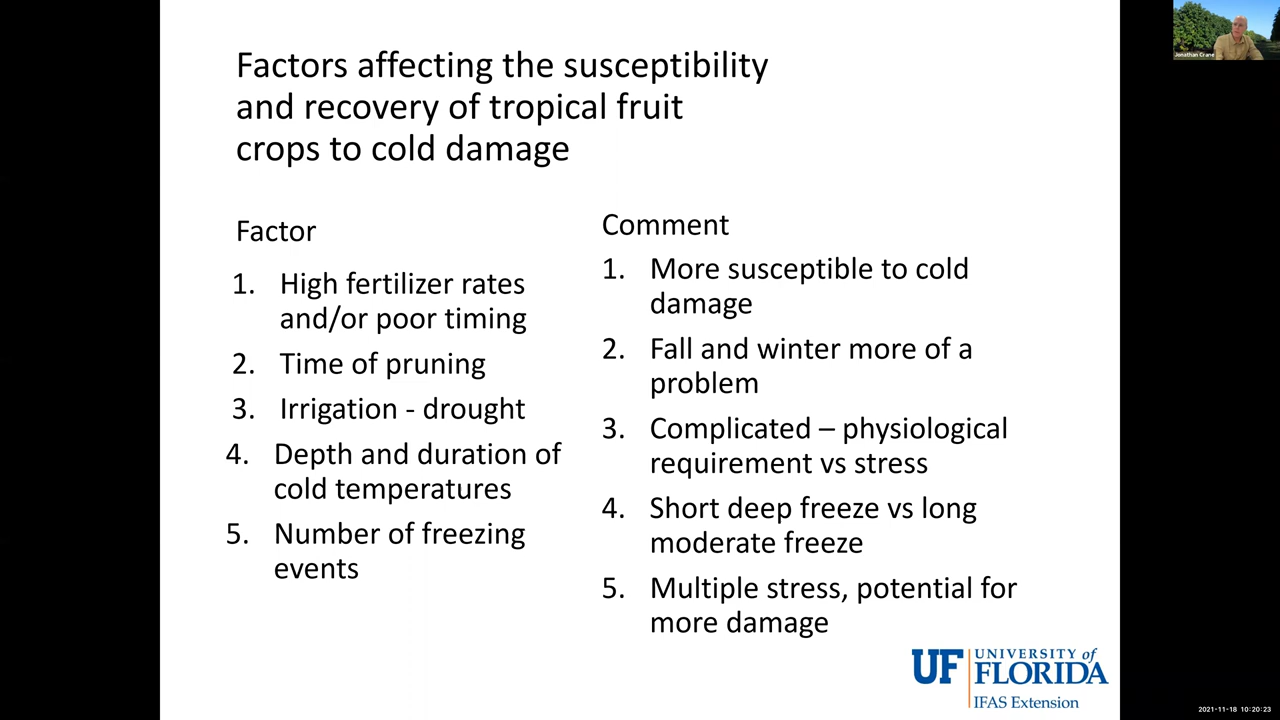 Factors affecting the susceptibility
and recovery of tropical fruit
crops to cold damage
Factor
1. High fertilizer rates
and/or poor timing
2. Time of pruning
3. Irrigation - drought
4. Depth and duration of
cold temperatures
5. Number of freezing
events
Comment
1. More susceptible to cold
damage
2. Fall and winter more of a
problem
3. Complicated – physiological
requirement vs stress
4. Short deep freeze vs long
moderate freeze
5. Multiple stress, potential for
more damage
UF UNIVERSITY of
FLORIDA
IFAS Extension
Jonathan Crane
2021-11-18 10:20:23